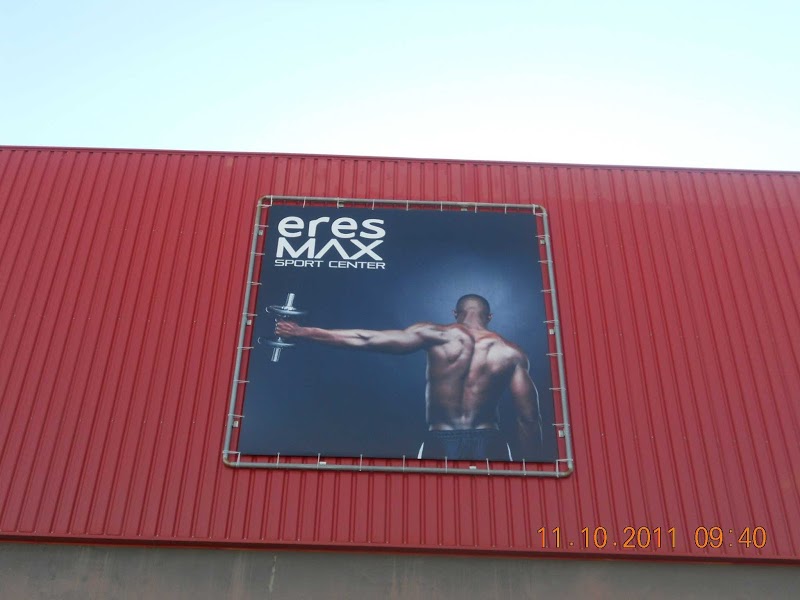 eres
MAX
SPORT CENTER
11.10.2011 09:40